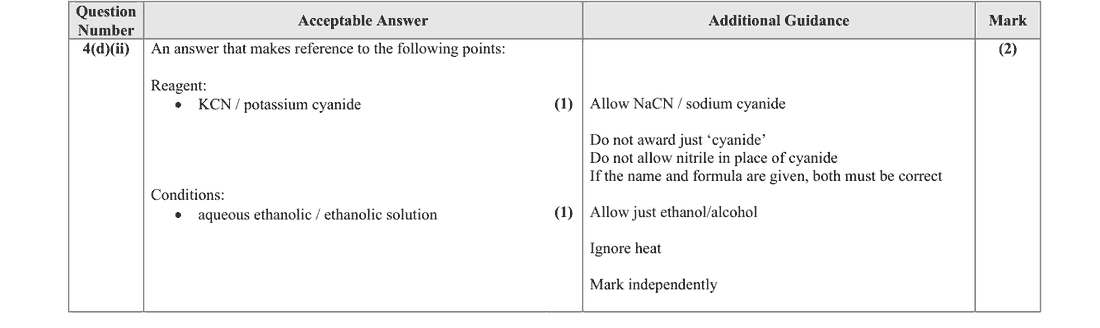 Question Number
Acceptable Answer
Additional Guidance
Mark
4(d)(ii)
An answer that makes reference to the following points:
(2)
Reagent:
• KCN / potassium cyanide
(1)
Allow NaCN / sodium cyanide
Do not award just ‘cyanide’
Do not allow nitrile in place of cyanide
If the name and formula are given, both must be correct
Conditions:
• aqueous ethanolic / ethanolic solution
(1)
Allow just ethanol/alcohol
Ignore heat
Mark independently